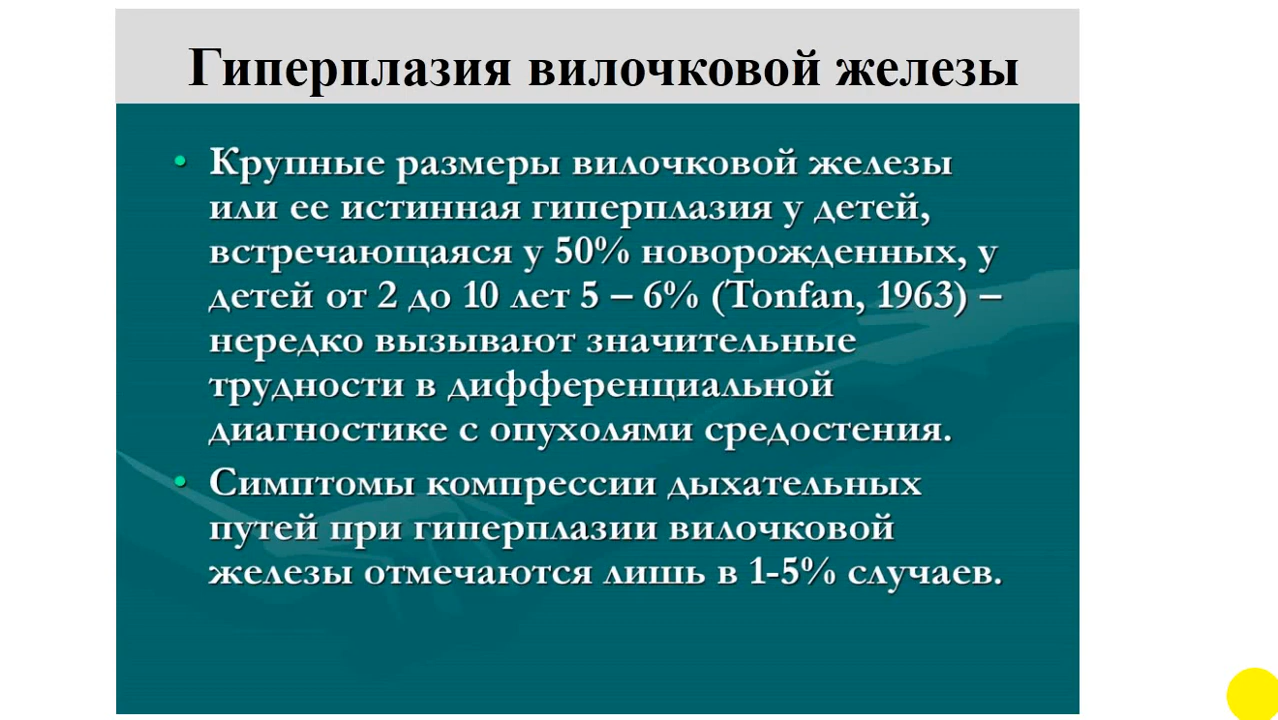 Гиперплазия вилочковой железы
• Крупные размеры вилочковой железы
или ее истинная гиперплазия у детей,
встречающаяся у 50% новорожденных, у
детей от 2 до 10 лет 5 – 6% (Tonfan, 1963) –
нередко вызывают значительные
трудности в дифференциальной
диагностике с опухолями средостения.
• Симптомы компрессии дыхательных
путей при гиперплазии вилочковой
железы отмечаются лишь в 1-5% случаев.